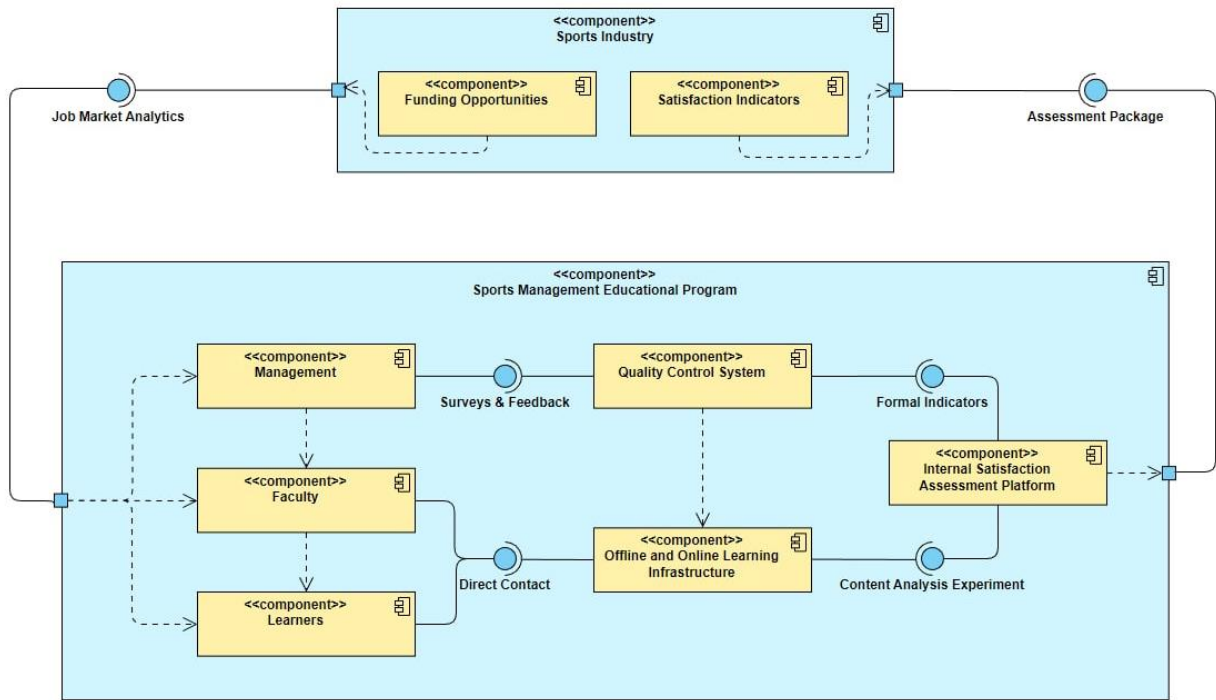 <<component>>
Sports Industry
<<component>>
Funding Opportunities
<<component>>
Satisfaction Indicators
Job Market Analytics
Assessment Package
<<component>>
Sports Management Educational Program
<<component>>
Management
Surveys & Feedback
<<component>>
Quality Control System
Formal Indicators
<<component>>
Faculty
<<component>>
Internal Satisfaction
Assessment Platform
Direct Contact
<<component>>
Offline and Online Learning
Infrastructure
Content Analysis Experiment
<<component>>
Learners